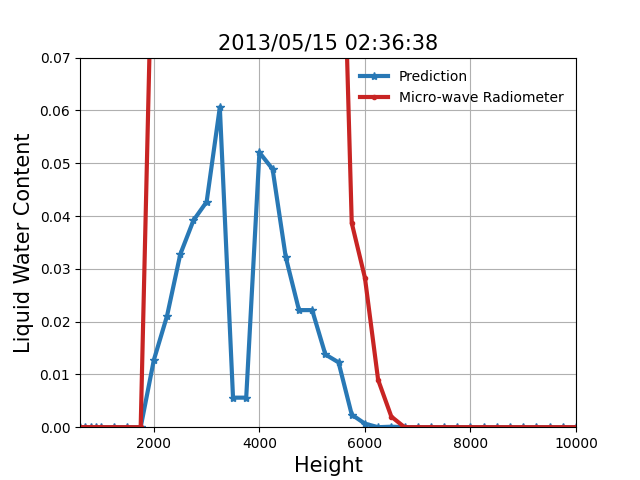 2013/05/15 02:36:38
Prediction
Micro-wave Radiometer
Liquid Water Content
0.07
0.06
0.05
0.04
0.03
0.02
0.01
0.00
2000 4000 6000 8000 10000
Height